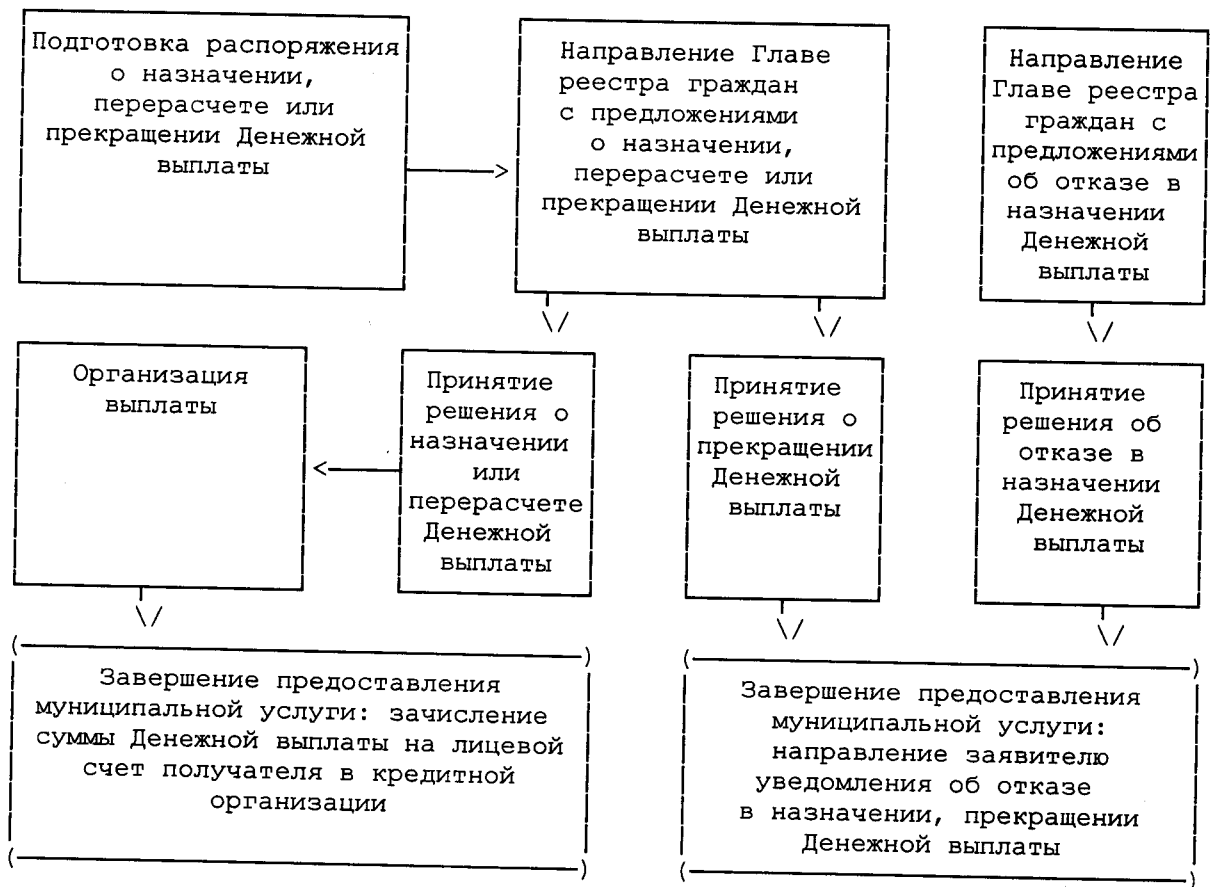 Подготовка распоряжения
о назначении,
перерасчете или
прекращении Денежной
выплаты
Направление Главе
реестра граждан
с предложениями
о назначении,
перерасчете или
прекращении Денежной
выплаты
Направление
Главе реестра
граждан с
предложениями
об отказе в
назначении
Денежной
выплаты
Организация
выплаты
Принятие
решения о
назначении
или
перерасчете
Денежной
выплаты
Принятие
решения о
прекращении
Денежной
выплаты
Принятие
решения об
отказе в
назначении
Денежной
выплаты
Завершение предоставления
муниципальной услуги: зачисление
суммы Денежной выплаты на лицевой
счет получателя в кредитной
организации
Завершение предоставления
муниципальной услуги:
направление заявителю
уведомления об отказе
в назначении, прекращении
Денежной выплаты